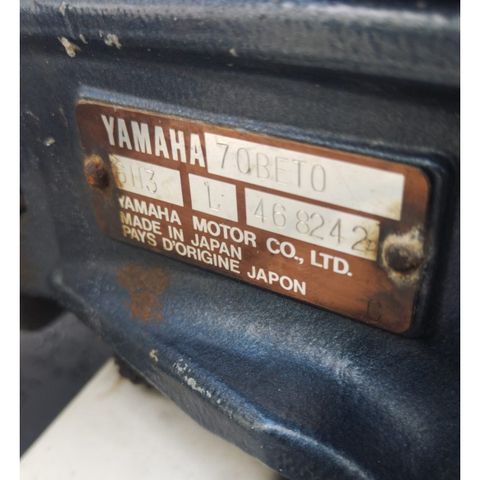 YAMAHA 70BETO
6H3 L 468242
YAMAHA MOTOR CO., LTD.
MADE IN JAPAN
PAYS D'ORIGINE JAPON
C